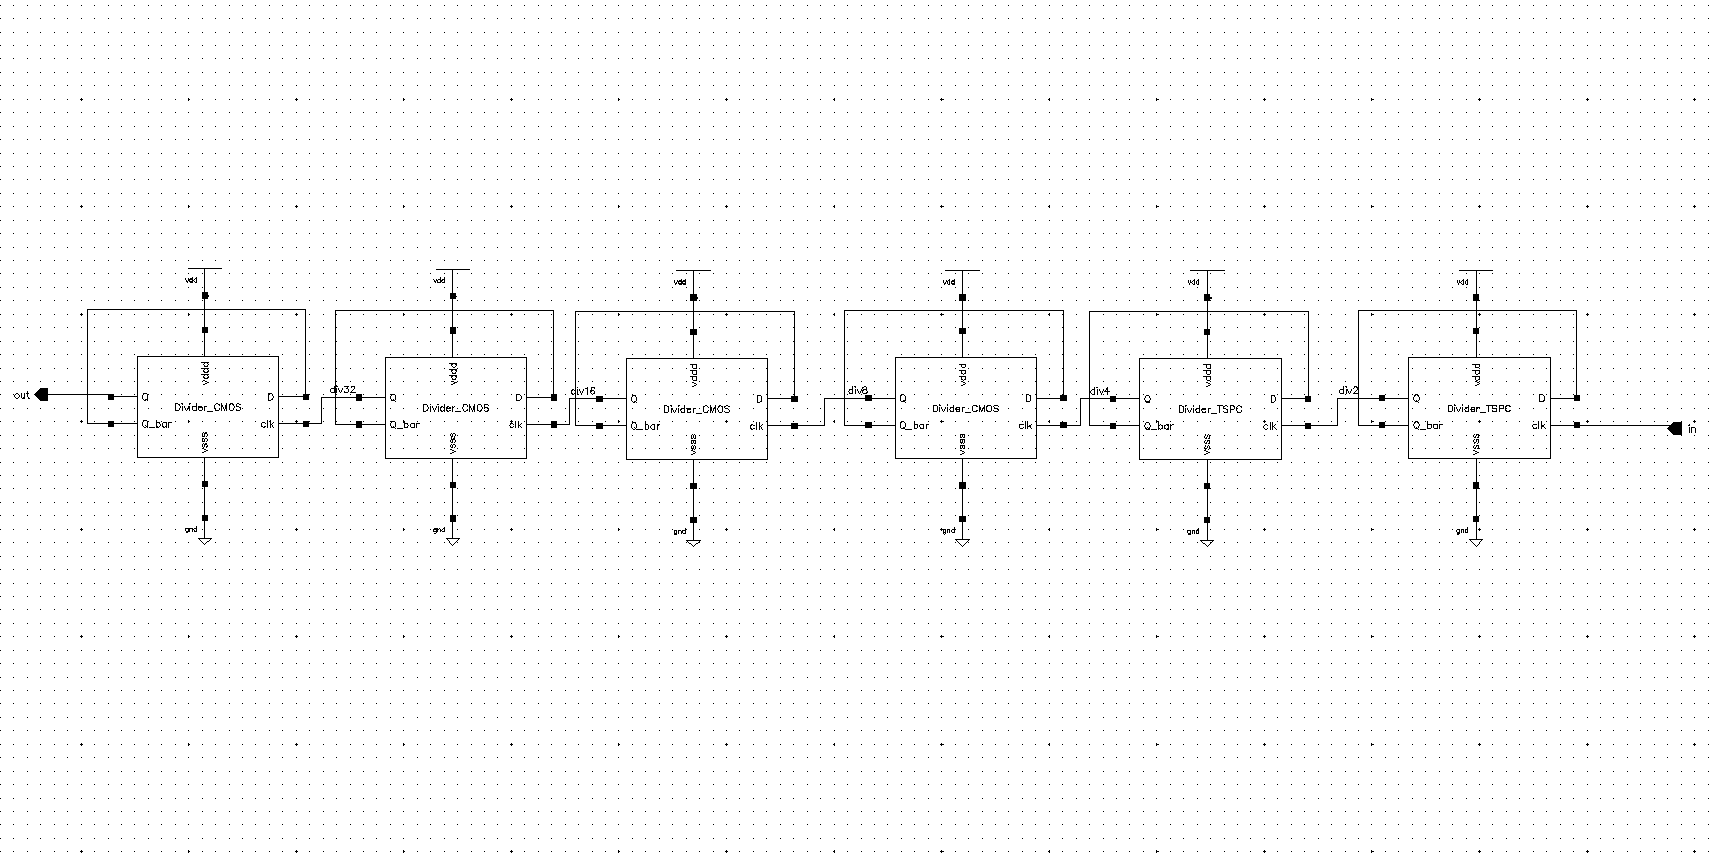 vdd vdd vdd vdd vdd vdd
vddd vddd vddd vddd vddd vddd
div32 div16 div8 div4 div2
out Q D Q D Q D Q D Q D Q D
Divider_CMOS Divider_CMOS Divider_CMOS Divider_CMOS Divider_TSPC Divider_TSPC
Q_bar clk Q_bar clk Q_bar clk Q_bar clk Q_bar clk Q_bar clk in
vsss vsss vsss vsss vsss vsss
gnd gnd gnd gnd gnd gnd